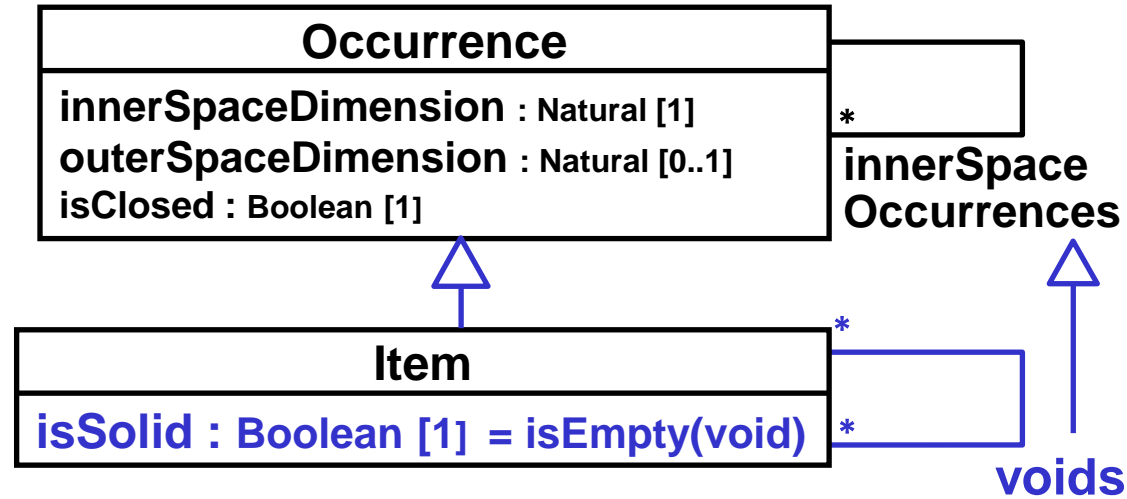 Occurrence
innerSpaceDimension : Natural [1]
outerSpaceDimension : Natural [0..1]
isClosed : Boolean [1]
*
innerSpace
Occurrences
Item
isSolid : Boolean [1] = isEmpty(void)
*
*
voids